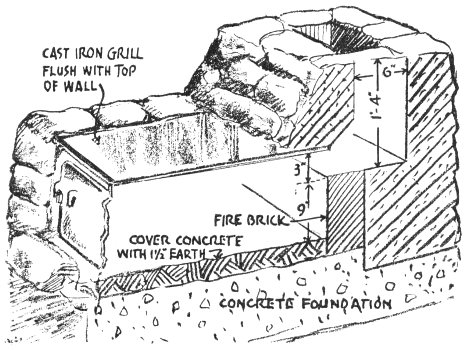 CAST IRON GRILL
FLUSH WITH TOP
OF WALL
6"
1'-4"
3"
9"
FIRE BRICK
COVER CONCRETE
WITH 1½" EARTH
CONCRETE FOUNDATION